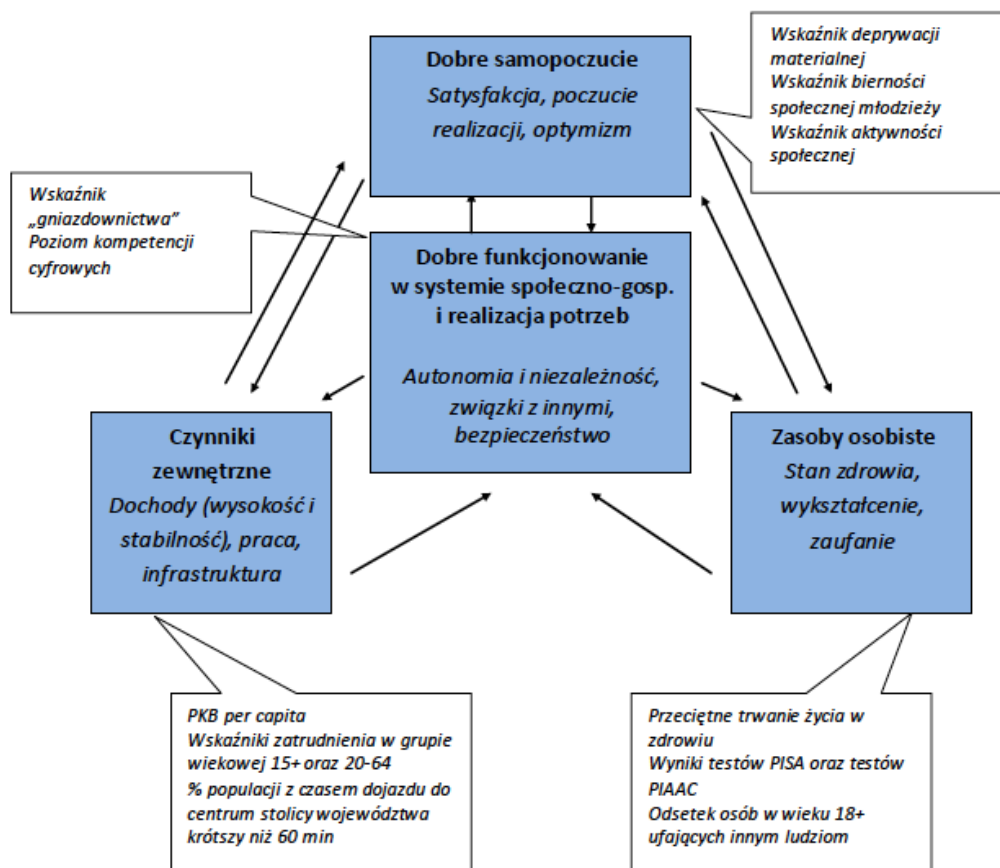 Dobre samopoczucie
Satysfakcja, poczucie
realizacji, optymizm
Wskaźnik deprywacji
materialnej
Wskaźnik bierności
społecznej młodzieży
Wskaźnik aktywności
społecznej
Wskaźnik
„gniazdownictwa”
Poziom kompetencji
cyfrowych
Dobre funkcjonowanie
w systemie społeczno-gosp.
i realizacja potrzeb
Autonomia i niezależność,
związki z innymi,
bezpieczeństwo
Czynniki
zewnętrzne
Dochody (wysokość i
stabilność), praca,
infrastruktura
Zasoby osobiste
Stan zdrowia,
wykształcenie,
zaufanie
PKB per capita
Wskaźniki zatrudnienia w grupie
wiekowej 15+ oraz 20-64
% populacji z czasem dojazdu do
centrum stolicy województwa
krótszy niż 60 min
Przeciętne trwanie życia w
zdrowiu
Wyniki testów PISA oraz testów
PIAAC
Odsetek osób w wieku 18+
ufających innym ludziom